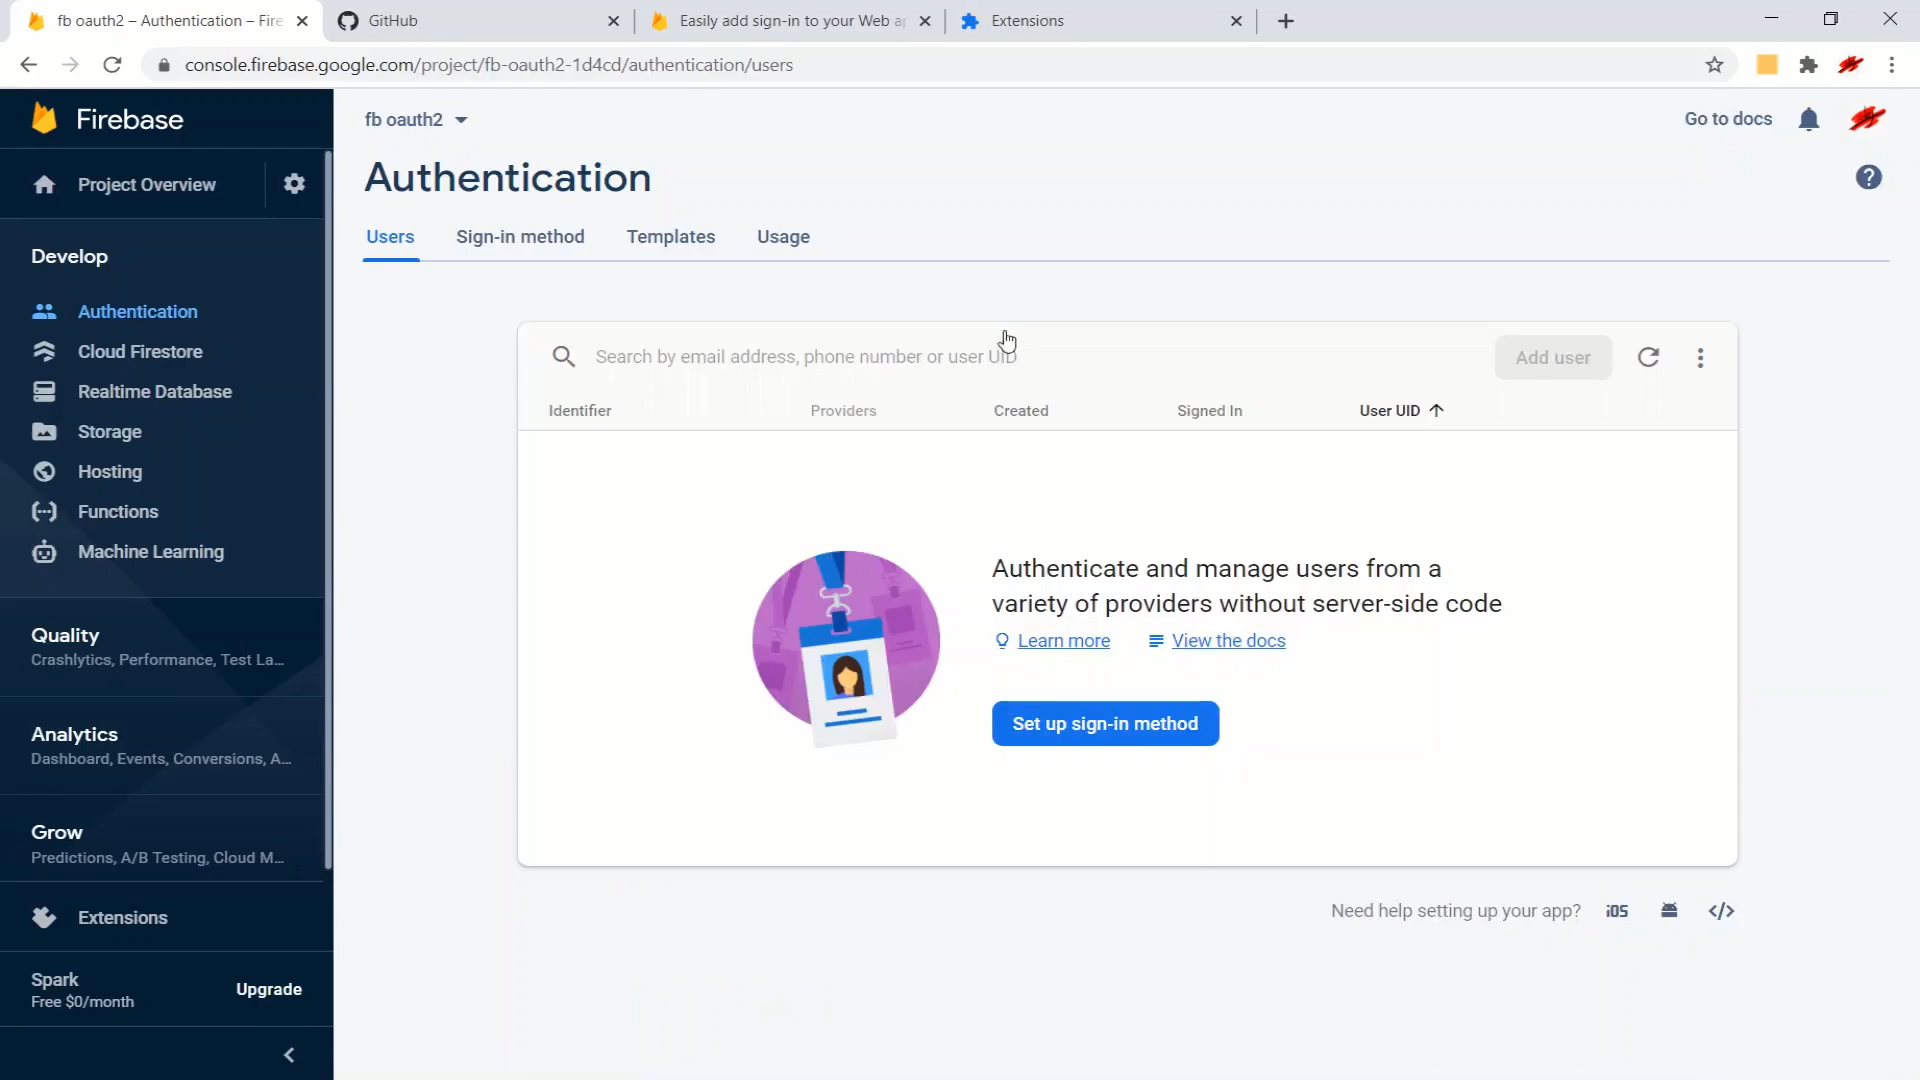 fb oauth2 – Authentication – Fire
GitHub
Easily add sign-in to your Web ap
Extensions
console.firebase.google.com/project/fb-oauth2-1d4cd/authentication/users
Firebase
fb oauth2
Go to docs
Project Overview
Authentication
Users
Sign-in method
Templates
Usage
Develop
Authentication
Cloud Firestore
Realtime Database
Storage
Hosting
Functions
Machine Learning
Quality
Crashlytics, Performance, Test La...
Analytics
Dashboard, Events, Conversions, A...
Grow
Predictions, A/B Testing, Cloud M...
Extensions
Spark
Free $0/month
Upgrade
Search by email address, phone number or user UID
Add user
Identifier
Providers
Created
Signed In
User UID
Authenticate and manage users from a
variety of providers without server-side code
Learn more
View the docs
Set up sign-in method
Need help setting up your app?
iOS